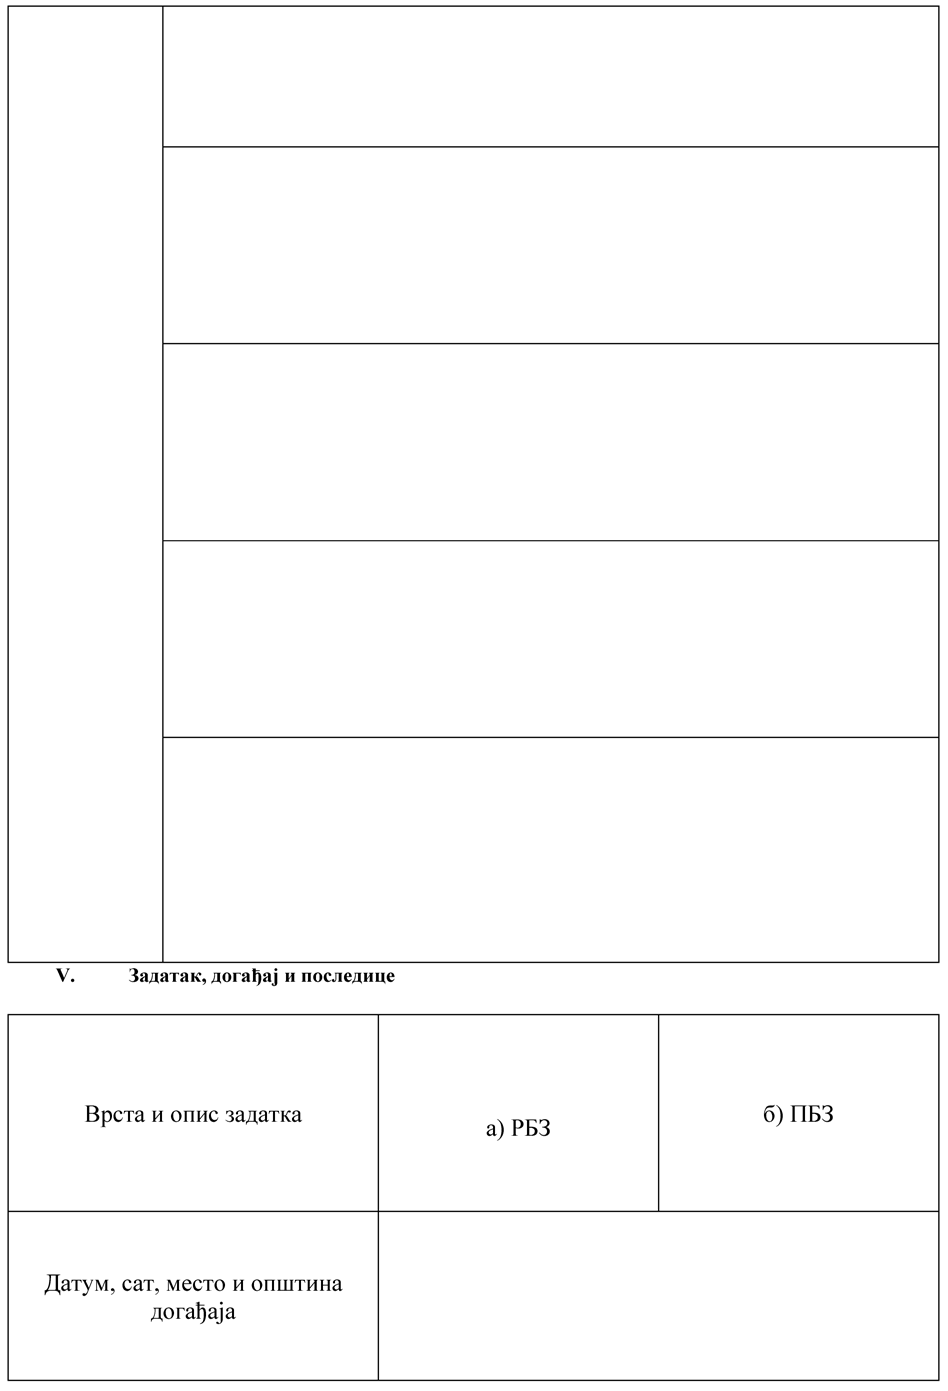 V. Задатак, догађај и последице
Врста и опис задатка
а) РБЗ
б) ПБЗ
Датум, сат, место и општина
догађаја